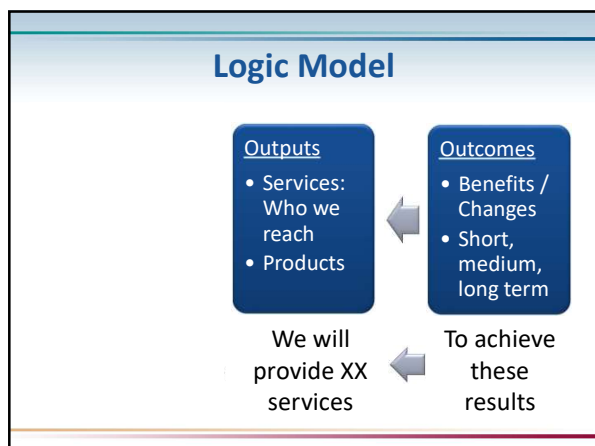 Logic Model
Outputs
• Services:
Who we
reach
• Products
Outcomes
• Benefits /
Changes
• Short,
medium,
long term
We will
provide XX
services
To achieve
these
results